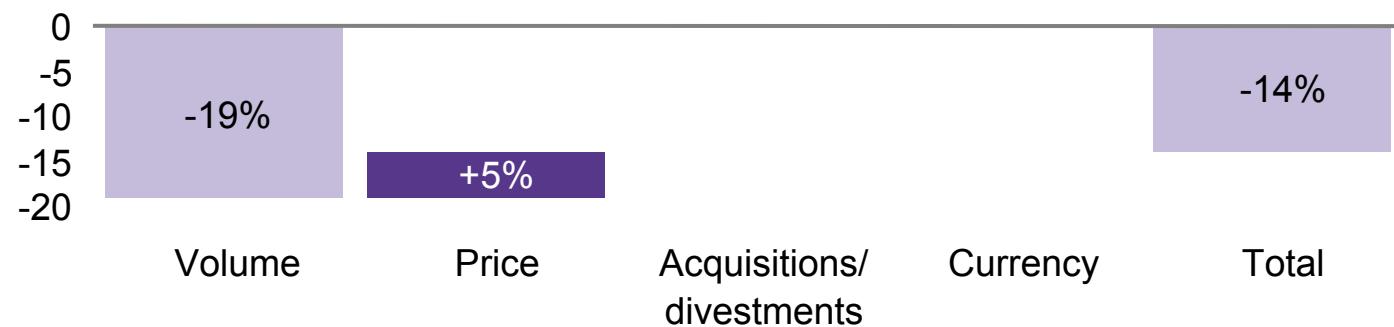 0
-5
-10
-15
-20
-19%
+5%
-14%
Volume
Price
Acquisitions/
divestments
Currency
Total